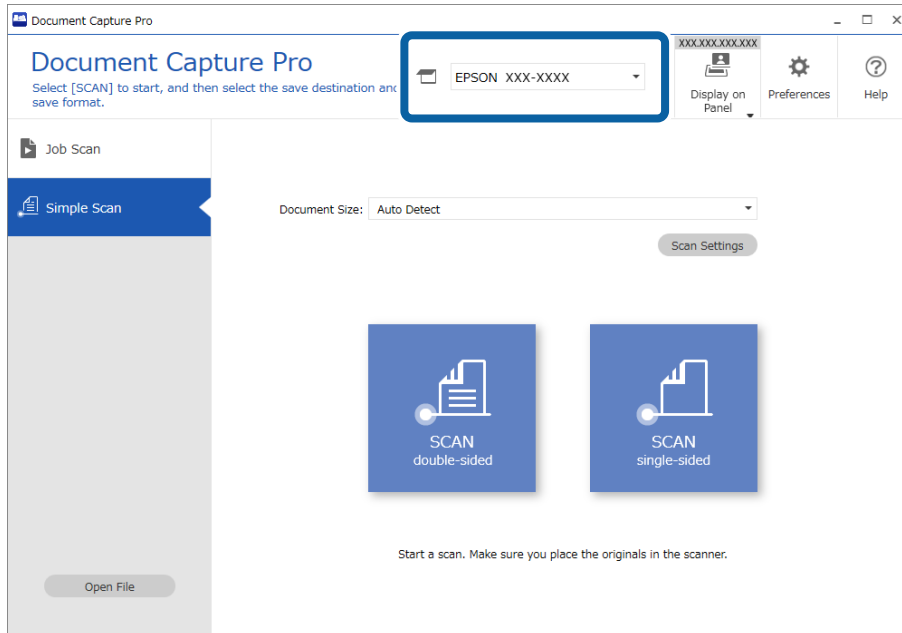 Document Capture Pro
Document Capture Pro
Select [SCAN] to start, and then select the save destination and
save format.
EPSON XXX-XXXX
XXX.XXX.XXX.XXX
Display on
Panel
Preferences
Help
Job Scan
Simple Scan
Document Size: Auto Detect
Scan Settings
SCAN
double-sided
SCAN
single-sided
Start a scan. Make sure you place the originals in the scanner.
Open File